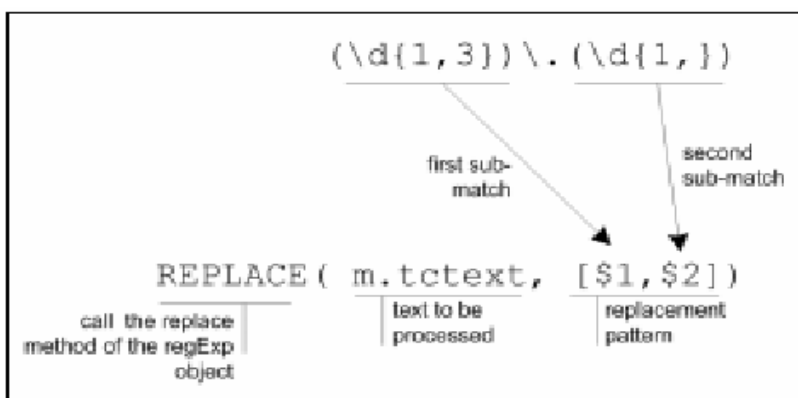 (\d{1,3})\.(\d{1,})
first sub-
match
second
sub-match
REPLACE( m.tctext, [$1,$2])
call the replace
method of the regExp
object
text to be
processed
replacement
pattern